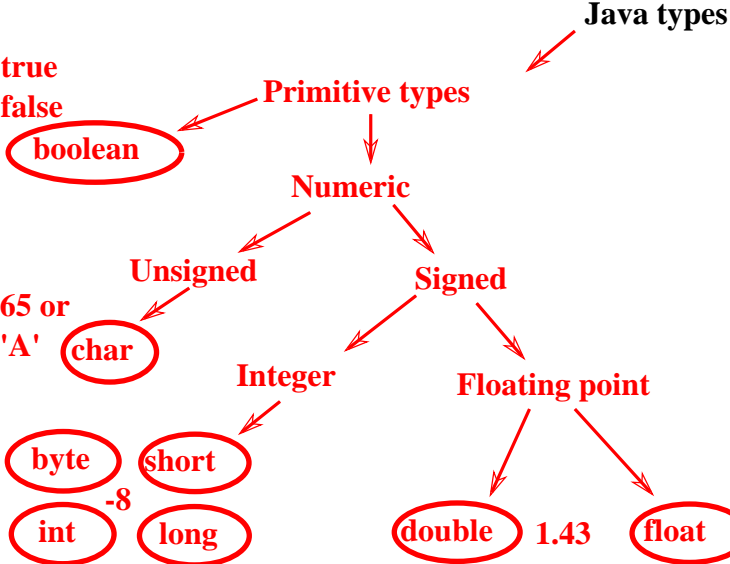 Java types
true
false
Primitive types
boolean
Numeric
Unsigned
Signed
65 or
'A'
char
Integer
Floating point
byte
short
-8
int
long
double
1.43
float